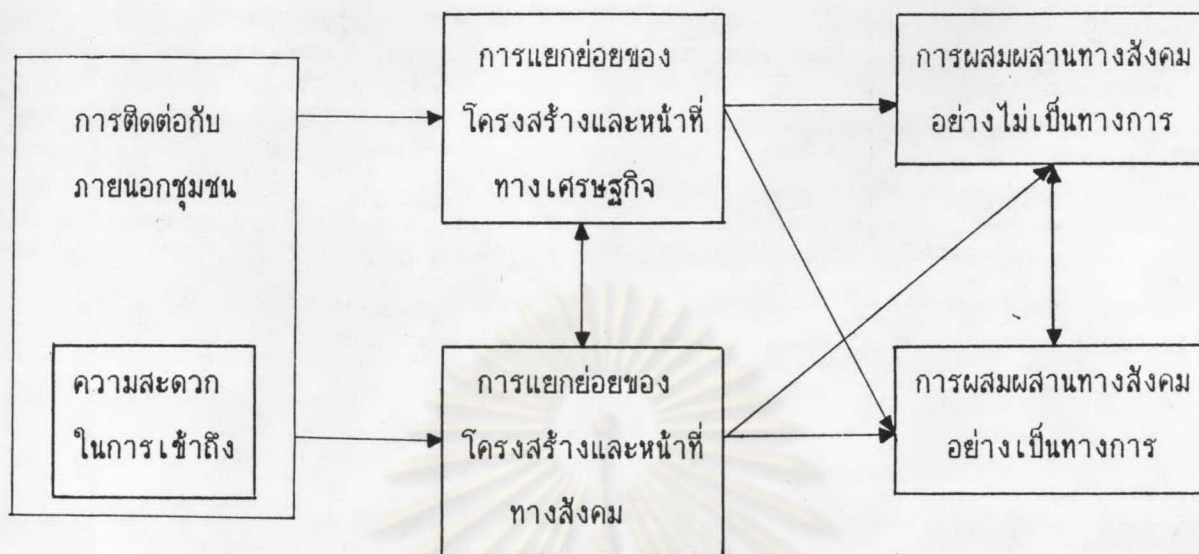 การติดต่อกับ
ภายนอกชุมชน
ความสะดวก
ในการเข้าถึง
การแยกย่อยของ
โครงสร้างและหน้าที่
ทางเศรษฐกิจ
การแยกย่อยของ
โครงสร้างและหน้าที่
ทางสังคม
การผสมผสานทางสังคม
อย่างไม่เป็นทางการ
การผสมผสานทางสังคม
อย่างเป็นทางการ